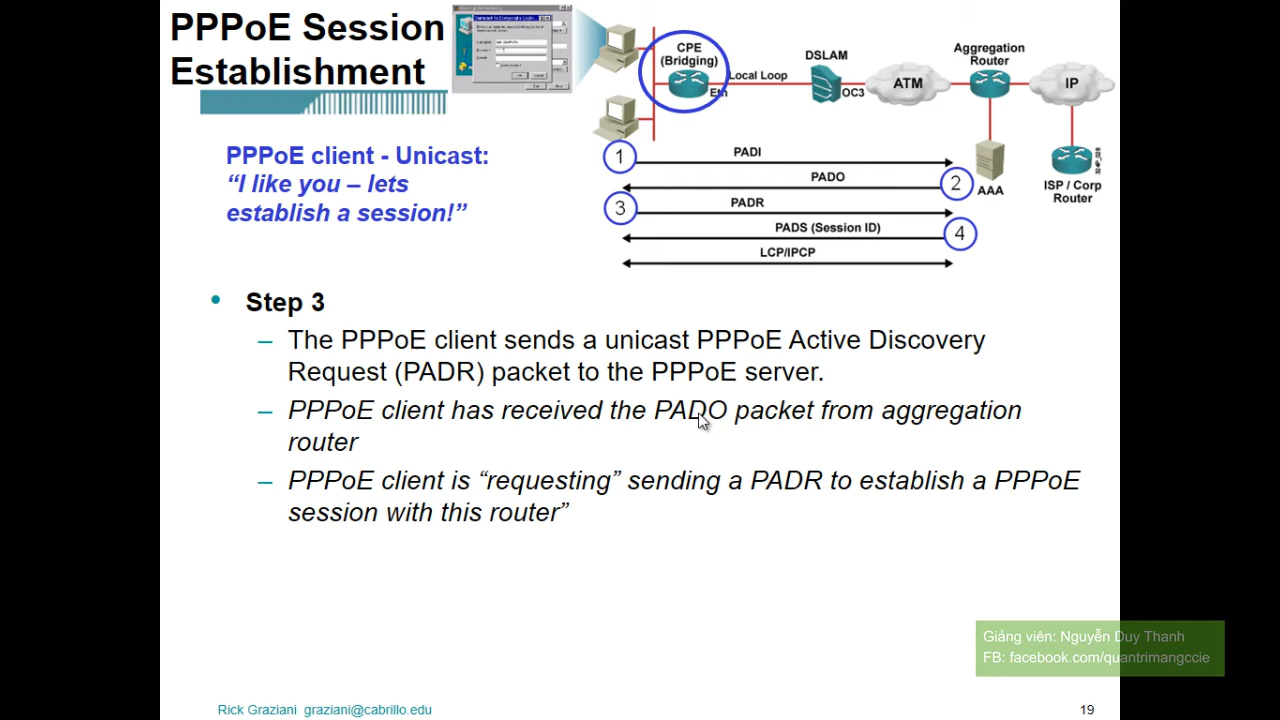 PPPoE Session
Establishment
CPE
(Bridging)
Eth
Local Loop
DSLAM
OC3
ATM
Aggregation
Router
IP
AAA
ISP / Corp
Router
PPPoE client - Unicast:
“I like you – lets
establish a session!”
1
PADI
PADO
2
3
PADR
PADS (Session ID)
4
LCP/IPCP
• Step 3
– The PPPoE client sends a unicast PPPoE Active Discovery
Request (PADR) packet to the PPPoE server.
– PPPoE client has received the PADO packet from aggregation
router
– PPPoE client is “requesting” sending a PADR to establish a PPPoE
session with this router”
Giảng viên: Nguyễn Duy Thanh
FB: facebook.com/quantrimangccie
Rick Graziani graziani@cabrillo.edu
19